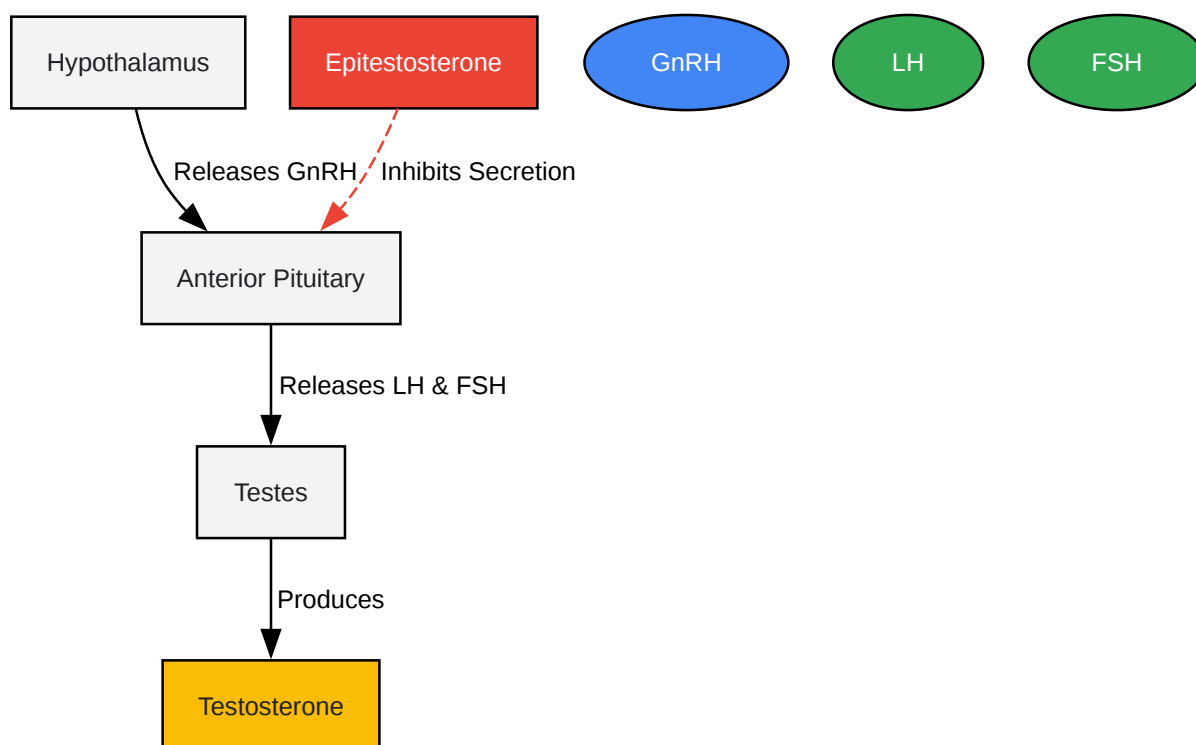 Hypothalamus
Epitestosterone
GnRH
LH
FSH
Releases GnRH
Inhibits Secretion
Anterior Pituitary
Releases LH & FSH
Testes
Produces
Testosterone